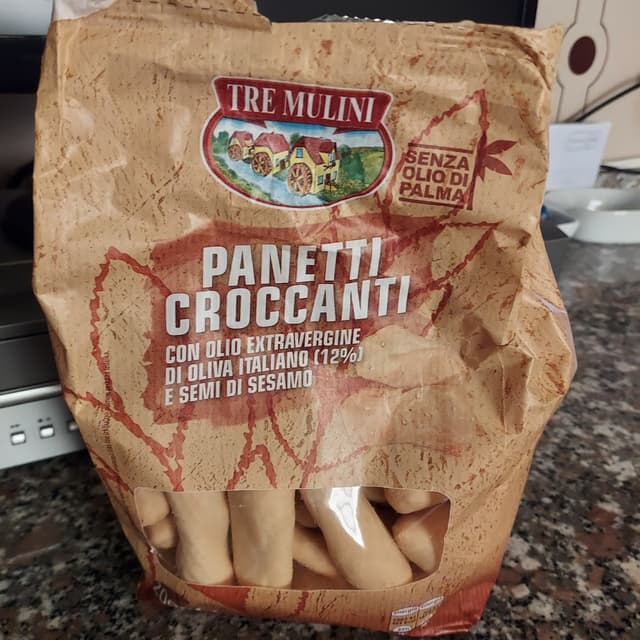 TRE MULINI
SENZA
OLIO DI
PALMA
PANETTI
CROCCANTI
CON OLIO EXTRAVERGINE
DI OLIVA ITALIANO (12%)
E SEMI DI SESAMO